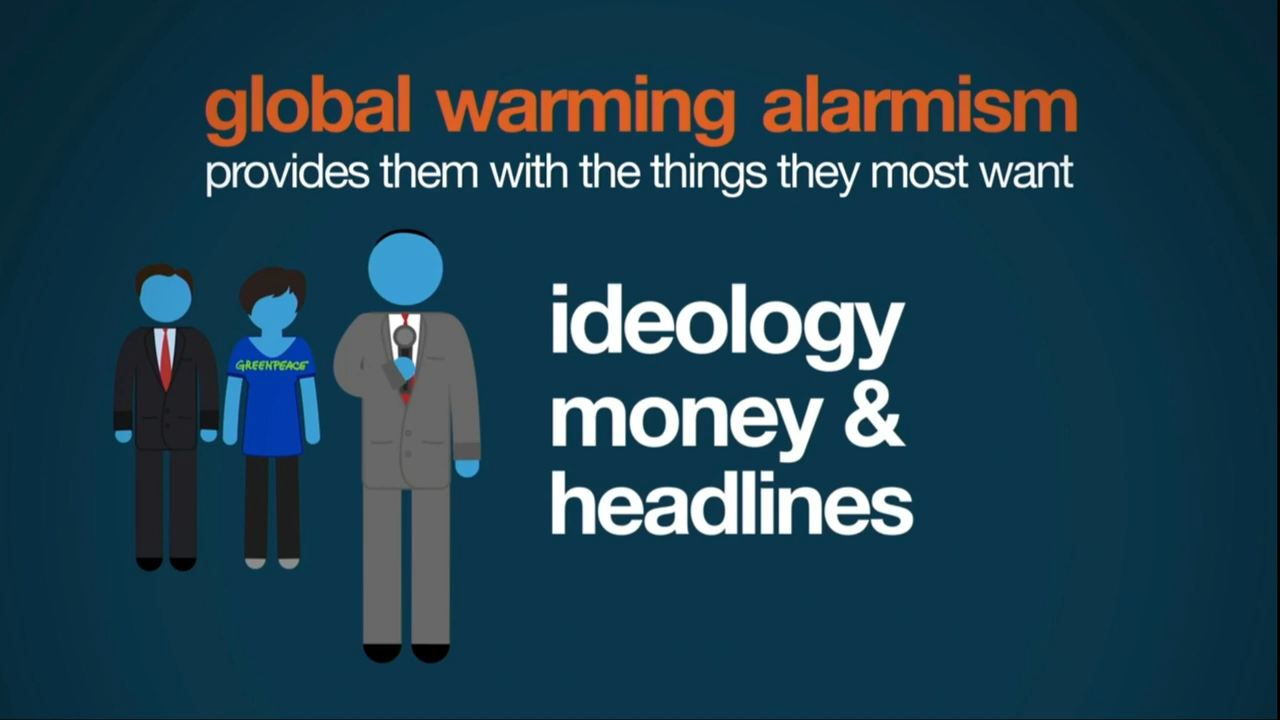 global warming alarmism
provides them with the things they most want
GREENPEACE
ideology
money &
headlines